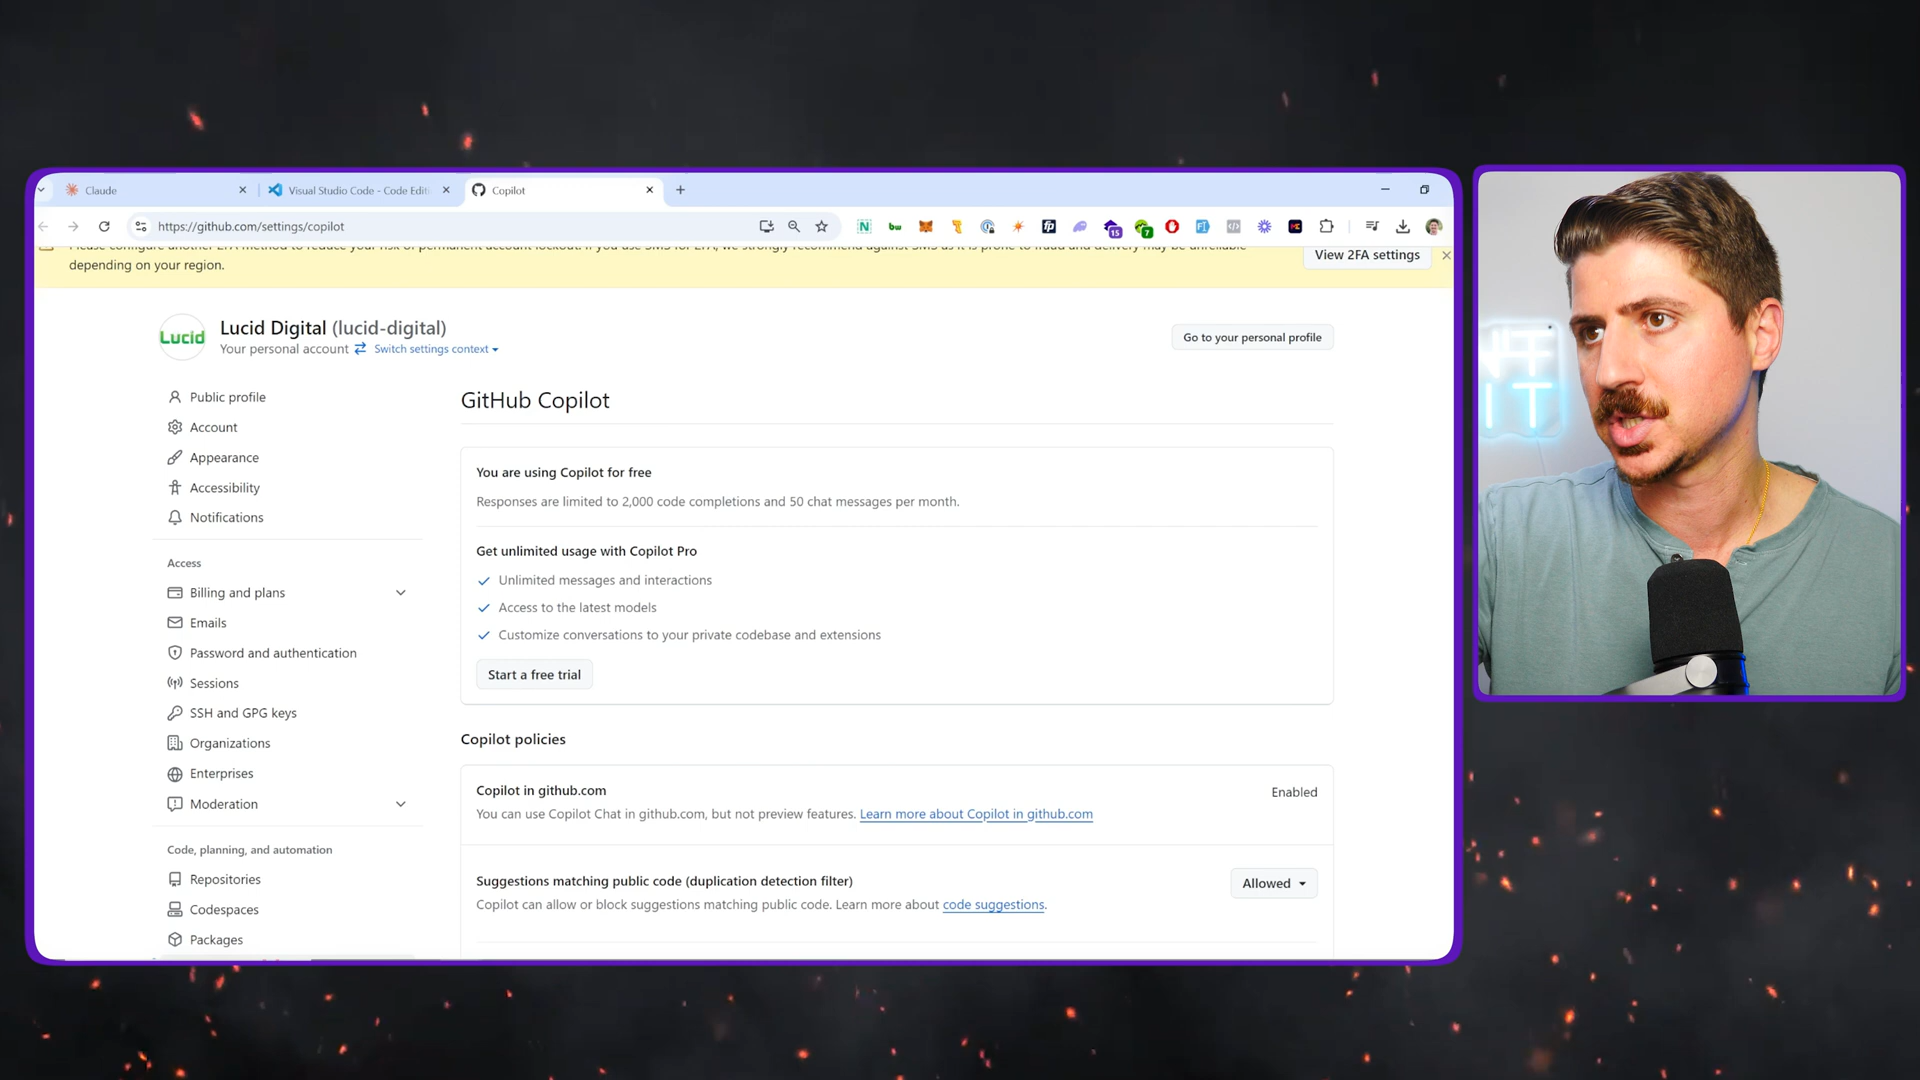 Claude
Visual Studio Code - Code Edit
Copilot
https://github.com/settings/copilot
15
7
depending on your region.
View 2FA settings
Lucid
Lucid Digital (lucid-digital)
Your personal account
Switch settings context
Go to your personal profile
Public profile
Account
Appearance
Accessibility
Notifications
Access
Billing and plans
Emails
Password and authentication
Sessions
SSH and GPG keys
Organizations
Enterprises
Moderation
Code, planning, and automation
Repositories
Codespaces
Packages
GitHub Copilot
You are using Copilot for free
Responses are limited to 2,000 code completions and 50 chat messages per month.
Get unlimited usage with Copilot Pro
Unlimited messages and interactions
Access to the latest models
Customize conversations to your private codebase and extensions
Start a free trial
Copilot policies
Copilot in github.com
Enabled
You can use Copilot Chat in github.com, but not preview features. Learn more about Copilot in github.com
Suggestions matching public code (duplication detection filter)
Allowed
Copilot can allow or block suggestions matching public code. Learn more about code suggestions.